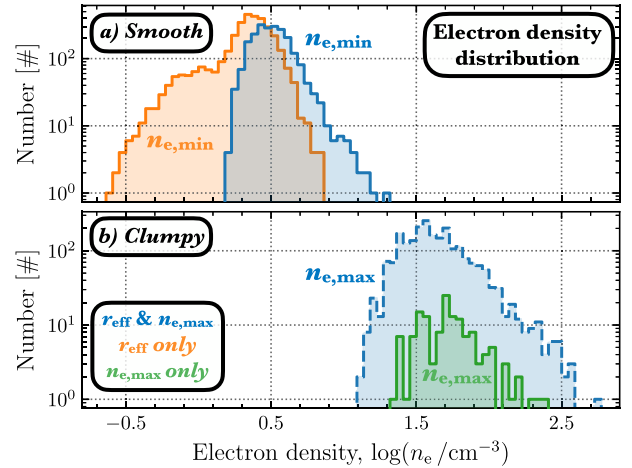 a) Smooth
n_e,min
Electron density
distribution
n_e,min
Number [#]
10^2
10^1
10^0
b) Clumpy
n_e,max
r_eff & n_e,max
r_eff only
n_e,max only
n_e,max
Number [#]
10^2
10^1
10^0
−0.5
0.5
1.5
2.5
Electron density, log(n_e/cm^−3)